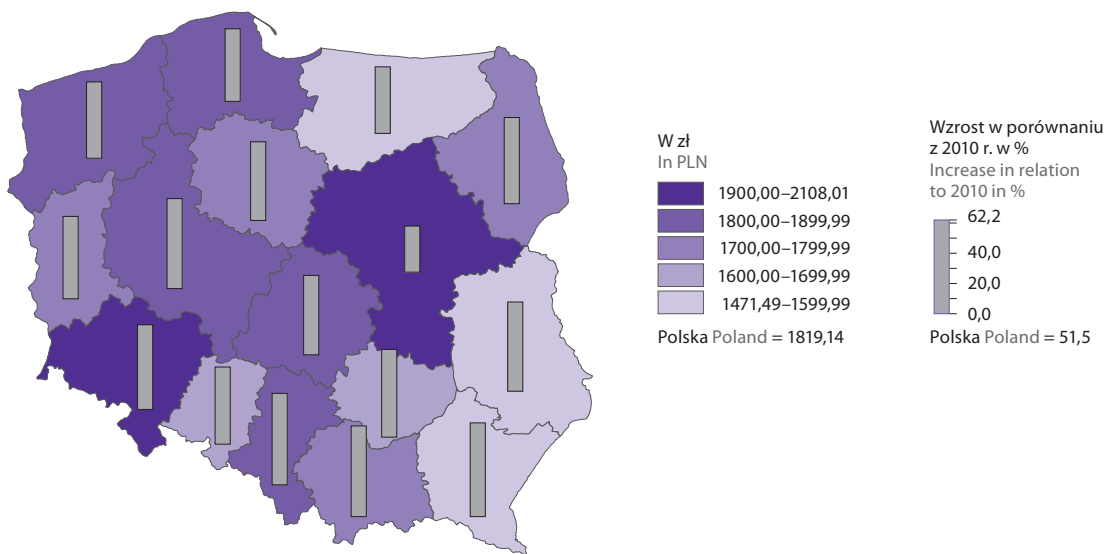 W zł
In PLN
1900,00–2108,01
1800,00–1899,99
1700,00–1799,99
1600,00–1699,99
1471,49–1599,99
Polska Poland = 1819,14
Wzrost w porównaniu
z 2010 r. w %
Increase in relation
to 2010 in %
62,2
40,0
20,0
0,0
Polska Poland = 51,5